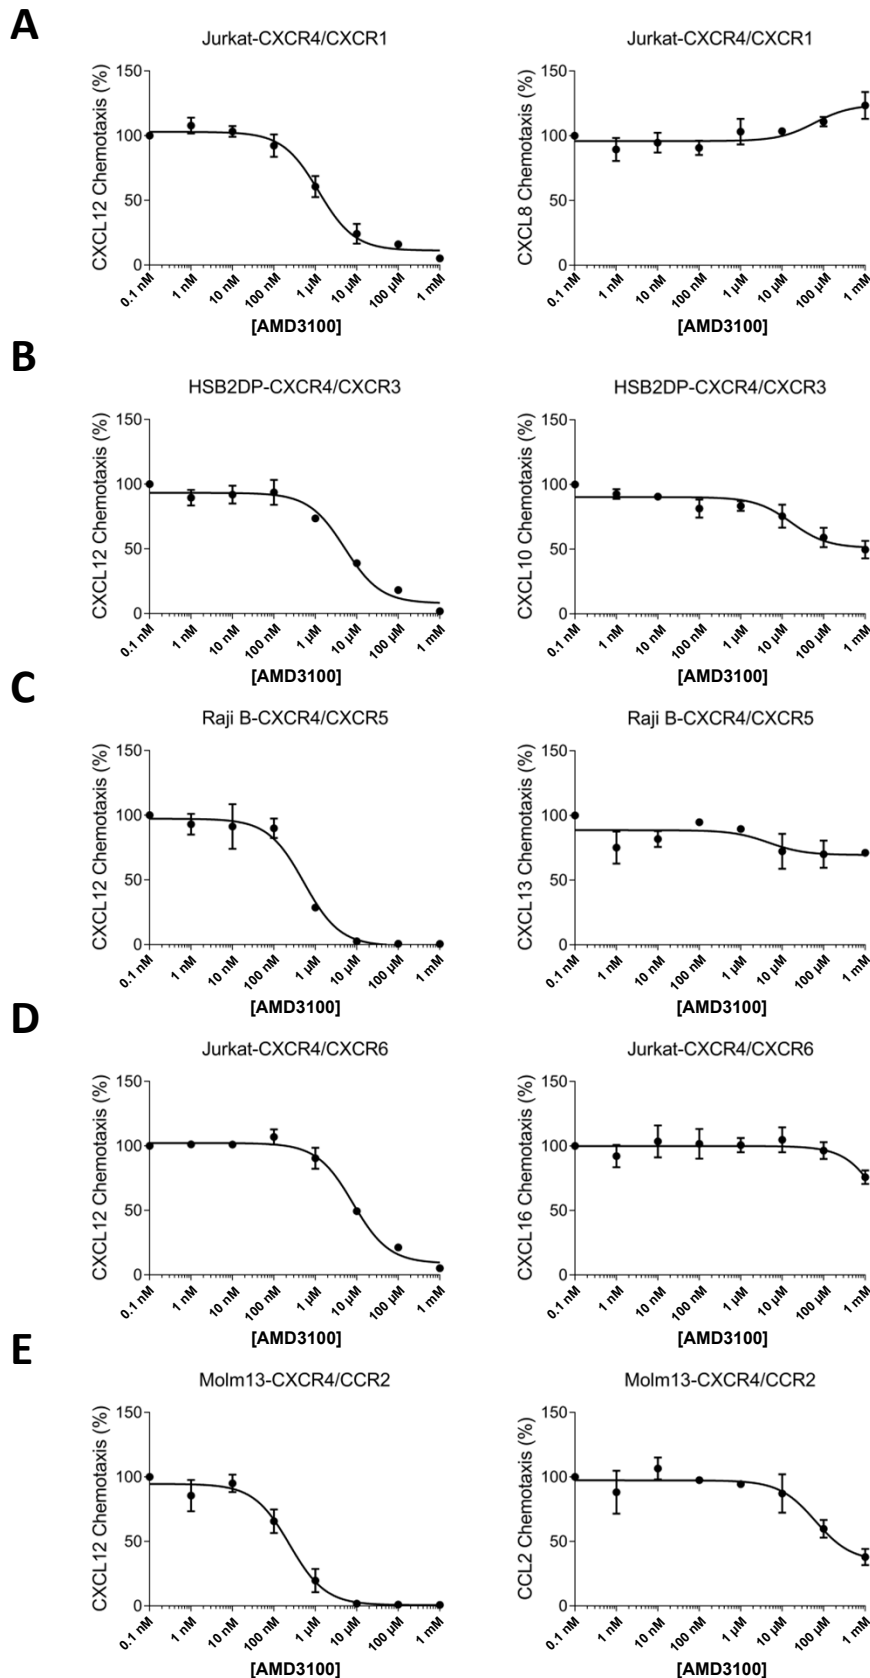 A
Jurkat-CXCR4/CXCR1
CXCL12 Chemotaxis (%)
150
100
50
0
0.1 nM 1 nM 10 nM 100 nM 1 µM 10 µM 100 µM 1 mM
[AMD3100]
Jurkat-CXCR4/CXCR1
CXCL8 Chemotaxis (%)
150
100
50
0
0.1 nM 1 nM 10 nM 100 nM 1 µM 10 µM 100 µM 1 mM
[AMD3100]
B
HSB2DP-CXCR4/CXCR3
CXCL12 Chemotaxis (%)
150
100
50
0
0.1 nM 1 nM 10 nM 100 nM 1 µM 10 µM 100 µM 1 mM
[AMD3100]
HSB2DP-CXCR4/CXCR3
CXCL10 Chemotaxis (%)
150
100
50
0
0.1 nM 1 nM 10 nM 100 nM 1 µM 10 µM 100 µM 1 mM
[AMD3100]
C
Raji B-CXCR4/CXCR5
CXCL12 Chemotaxis (%)
150
100
50
0
0.1 nM 1 nM 10 nM 100 nM 1 µM 10 µM 100 µM 1 mM
[AMD3100]
Raji B-CXCR4/CXCR5
CXCL13 Chemotaxis (%)
150
100
50
0
0.1 nM 1 nM 10 nM 100 nM 1 µM 10 µM 100 µM 1 mM
[AMD3100]
D
Jurkat-CXCR4/CXCR6
CXCL12 Chemotaxis (%)
150
100
50
0
0.1 nM 1 nM 10 nM 100 nM 1 µM 10 µM 100 µM 1 mM
[AMD3100]
Jurkat-CXCR4/CXCR6
CXCL16 Chemotaxis (%)
150
100
50
0
0.1 nM 1 nM 10 nM 100 nM 1 µM 10 µM 100 µM 1 mM
[AMD3100]
E
Molm13-CXCR4/CCR2
CXCL12 Chemotaxis (%)
150
100
50
0
0.1 nM 1 nM 10 nM 100 nM 1 µM 10 µM 100 µM 1 mM
[AMD3100]
Molm13-CXCR4/CCR2
CCL2 Chemotaxis (%)
150
100
50
0
0.1 nM 1 nM 10 nM 100 nM 1 µM 10 µM 100 µM 1 mM
[AMD3100]